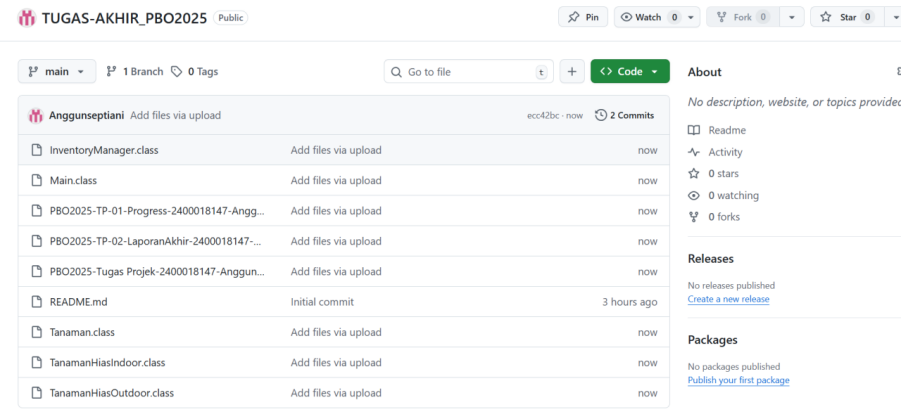 TUGAS-AKHIR_PBO2025 Public
Pin Watch 0 Fork 0 Star 0
main 1 Branch 0 Tags Go to file t Code
Anggunseptiani Add files via upload ecc42bc · now 2 Commits
InventoryManager.class Add files via upload now
Main.class Add files via upload now
PBO2025-TP-01-Progress-2400018147-Angg... Add files via upload now
PBO2025-TP-02-LaporanAkhir-2400018147-... Add files via upload now
PBO2025-Tugas Projek-2400018147-Anggun... Add files via upload now
README.md Initial commit 3 hours ago
Tanaman.class Add files via upload now
TanamanHiasIndoor.class Add files via upload now
TanamanHiasOutdoor.class Add files via upload now
About
No description, website, or topics provided
Readme
Activity
0 stars
0 watching
0 forks
Releases
No releases published
Create a new release
Packages
No packages published
Publish your first package